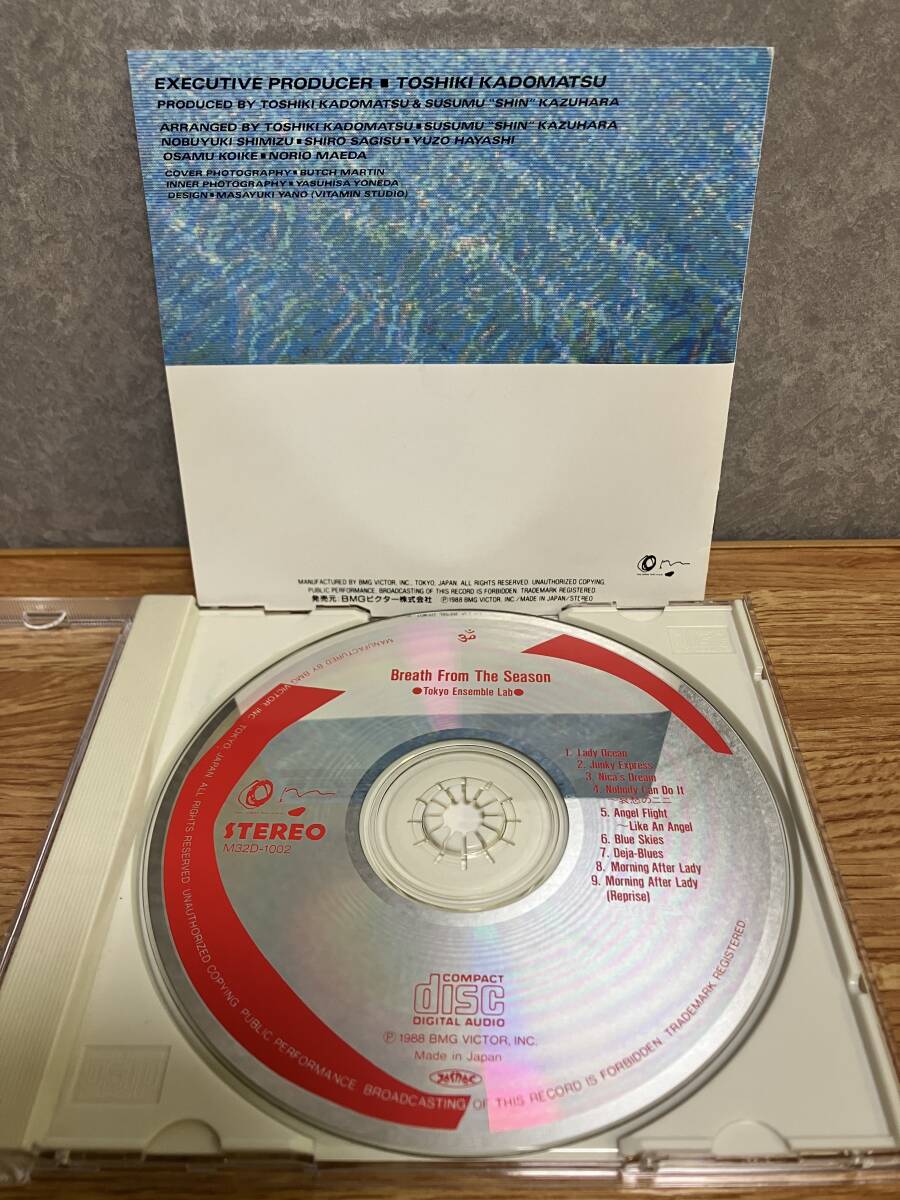 EXECUTIVE PRODUCER ■ TOSHIKI KADOMATSU
PRODUCED BY TOSHIKI KADOMATSU & SUSUMU "SHIN" KAZUHARA
ARRANGED BY TOSHIKI KADOMATSU ■ SUSUMU "SHIN" KAZUHARA
NOBUYUKI SHIMIZU ■ SHIRO SAGISU ■ YUZO HAYASHI
OSAMU KOIKE ■ NORIO MAEDA
COVER PHOTOGRAPHY ■ BUTCH MARTIN
INNER PHOTOGRAPHY ■ YASUHISA YONEDA
DESIGN ■ MASAYUKI YANO (VITAMIN STUDIO)
MANUFACTURED BY BMG VICTOR, INC., TOKYO, JAPAN. ALL RIGHTS RESERVED. UNAUTHORIZED COPYING.
PUBLIC PERFORMANCE. BROADCASTING OF THIS RECORD IS FORBIDDEN. TRADEMARK REGISTERED
発売元: BMGビクター株式会社 Ⓟ1988 BMG VICTOR, INC./MADE IN JAPAN/STEREO
Breath From The Season
●Tokyo Ensemble Lab●
1. Lady Ocean
2. Junky Express
3. Nica's Dream
4. Nobody Can Do It
〜哀愁のニニ
5. Angel Flight
〜Like An Angel
6. Blue Skies
7. Deja-Blues
8. Morning After Lady
9. Morning After Lady
(Reprise)
STEREO
M32D-1002
COMPACT
disc
DIGITAL AUDIO
Ⓟ 1988 BMG VICTOR, INC.
Made in Japan
MANUFACTURED BY BMG VICTOR, INC. TOKYO, JAPAN. ALL RIGHTS RESERVED. UNAUTHORIZED COPYING. PUBLIC PERFORMANCE. BROADCASTING OF THIS RECORD IS FORBIDDEN. TRADEMARK REGISTERED